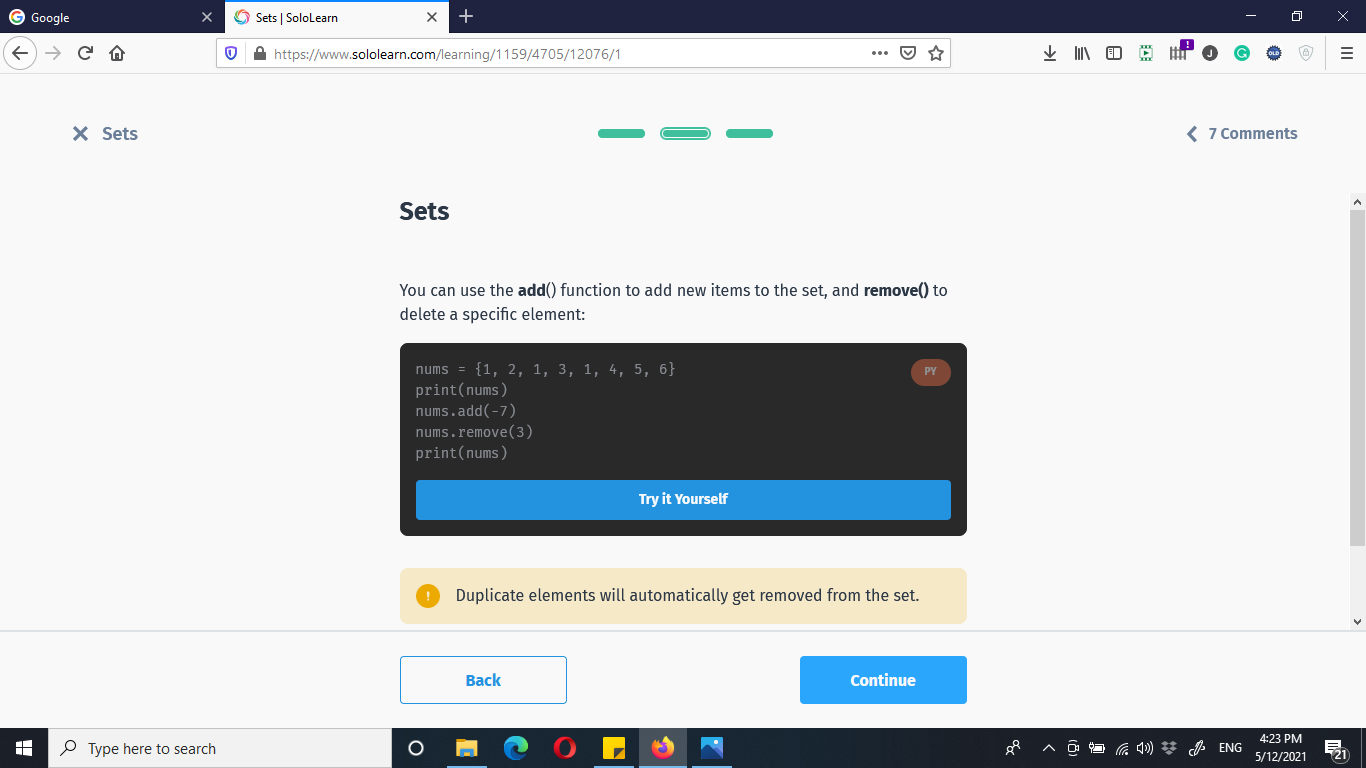 Google
Sets | SoloLearn
https://www.sololearn.com/learning/1159/4705/12076/1
!
J
G
OLD
Sets
7 Comments
Sets
You can use the add() function to add new items to the set, and remove() to
delete a specific element:
PY
nums = {1, 2, 1, 3, 1, 4, 5, 6}
print(nums)
nums.add(-7)
nums.remove(3)
print(nums)
Try it Yourself
! Duplicate elements will automatically get removed from the set.
Back
Continue
Type here to search
ENG
4:23 PM
5/12/2021
21